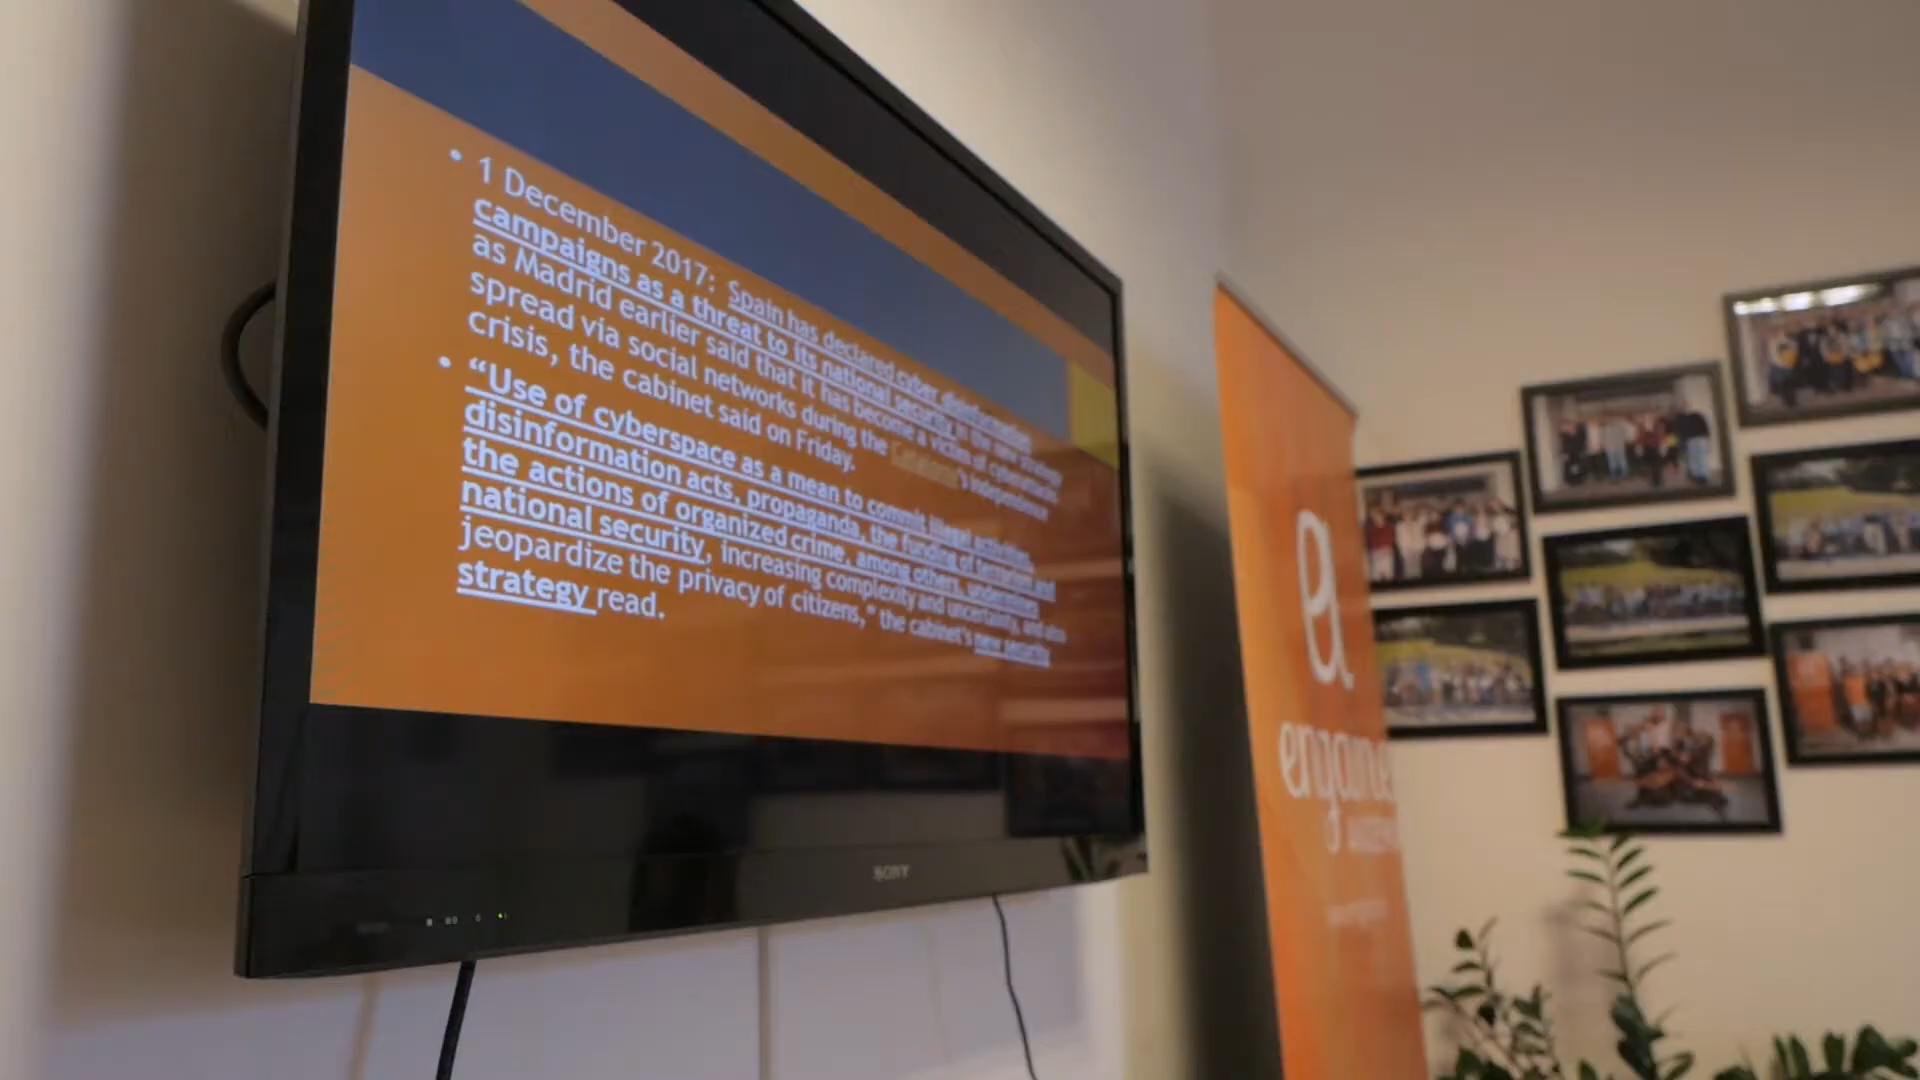 • 1 December 2017: Spain has declared cyber disinformation
campaigns as a threat to its national security in the new strategy
as Madrid earlier said that it has become a victim of cyberattacks
spread via social networks during the Catalonia's independence
crisis, the cabinet said on Friday.
• “Use of cyberspace as a mean to commit illegal activities,
disinformation acts, propaganda, the funding of terrorism and
the actions of organized crime, among others, undermine
national security, increasing complexity and uncertainty, and also
jeopardize the privacy of citizens,” the cabinet's new security
strategy read.
SONY